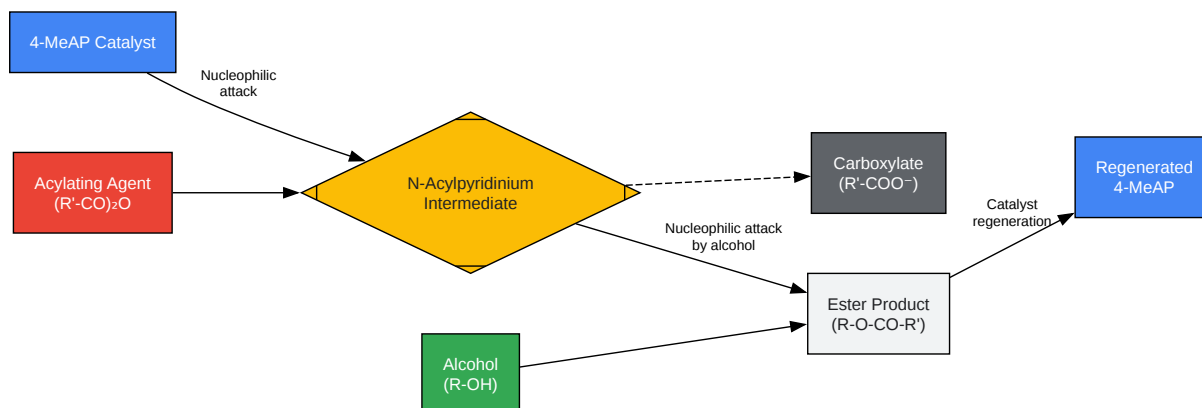 4-MeAP Catalyst
Nucleophilic
attack
Acylating Agent
(R'-CO)₂O
N-Acylpyridinium
Intermediate
Carboxylate
(R'-COO⁻)
Regenerated
4-MeAP
Catalyst
regeneration
Nucleophilic attack
by alcohol
Ester Product
(R-O-CO-R')
Alcohol
(R-OH)